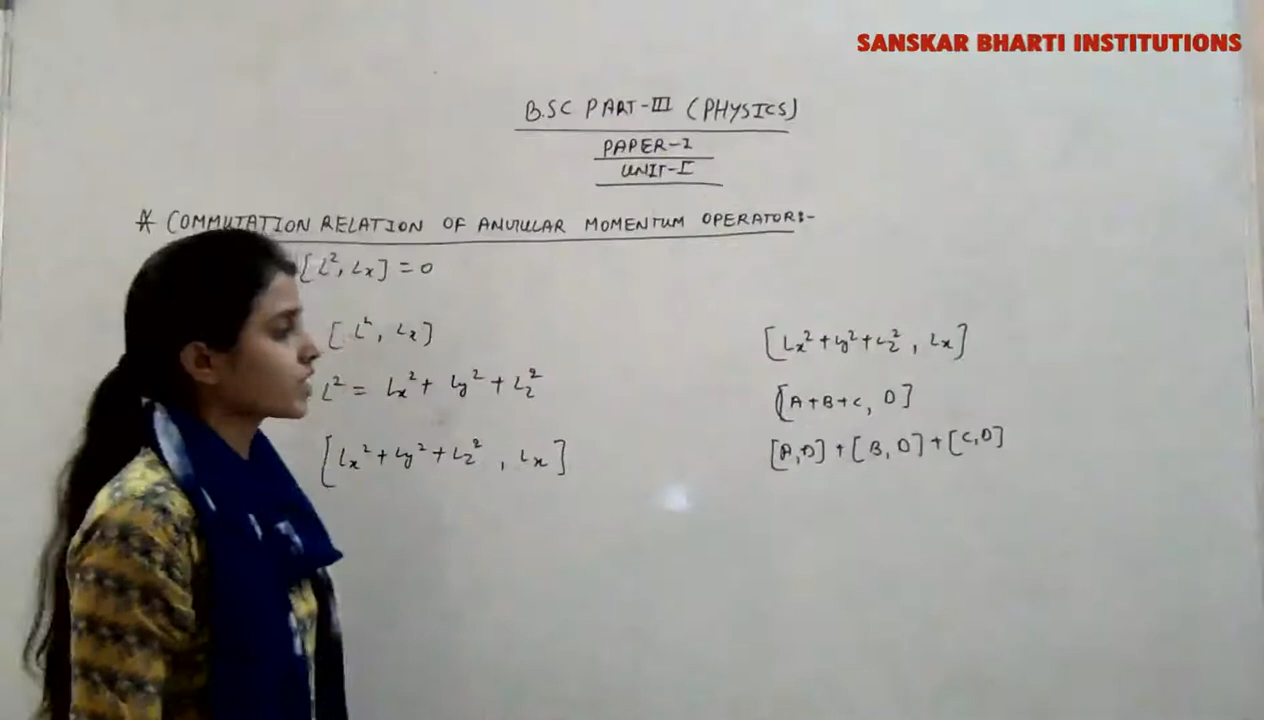 SANSKAR BHARTI INSTITUTIONS
B.SC PART-III (PHYSICS)
PAPER-I
UNIT-I
* COMMUTATION RELATION OF ANGULAR MOMENTUM OPERATOR:-
[L², Lx] = 0
[L², Lx]
L² = Lx² + Ly² + Lz²
[Lx² + Ly² + Lz², Lx]
[Lx² + Ly² + Lz², Lx]
[A+B+C, D]
[A,D] + [B,D] + [C,D]